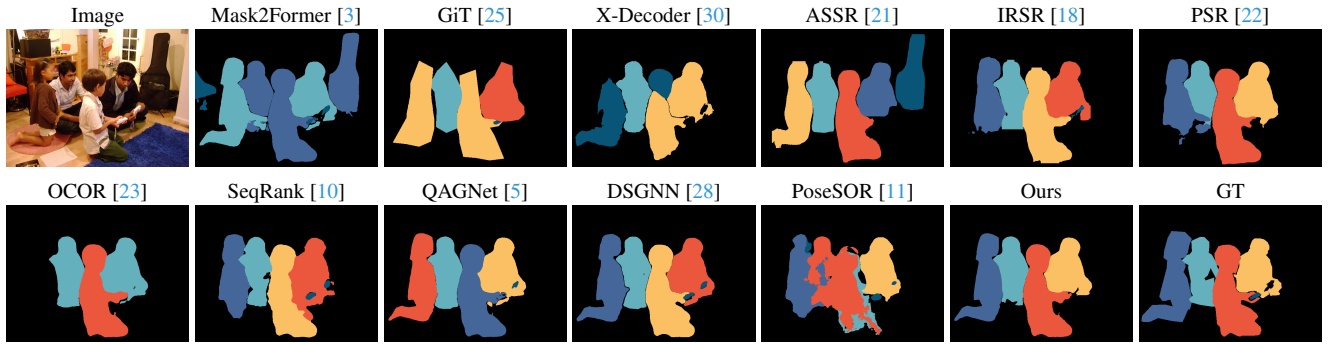 Image Mask2Former [3] GiT [25] X-Decoder [30] ASSR [21] IRSR [18] PSR [22]
OCOR [23] SeqRank [10] QAGNet [5] DSGNN [28] PoseSOR [11] Ours GT